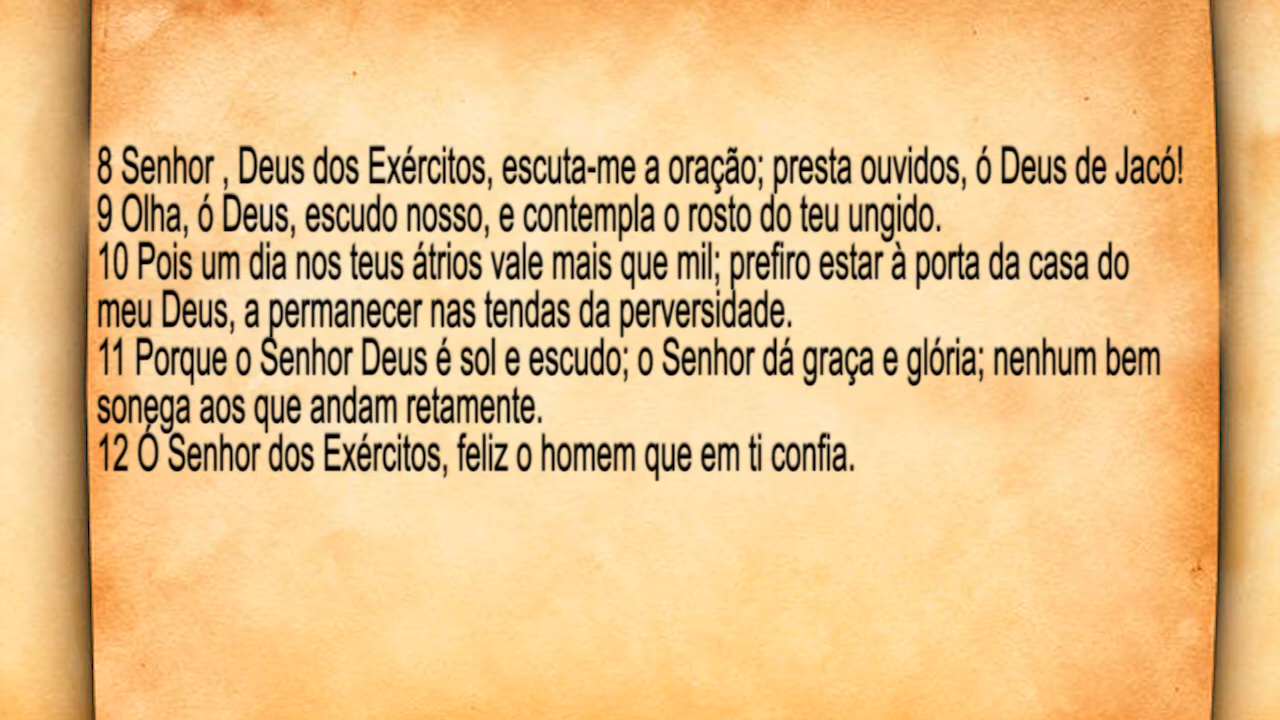 8 Senhor , Deus dos Exércitos, escuta-me a oração; presta ouvidos, ó Deus de Jacó!
9 Olha, ó Deus, escudo nosso, e contempla o rosto do teu ungido.
10 Pois um dia nos teus átrios vale mais que mil; prefiro estar à porta da casa do
meu Deus, a permanecer nas tendas da perversidade.
11 Porque o Senhor Deus é sol e escudo; o Senhor dá graça e glória; nenhum bem
sonega aos que andam retamente.
12 Ó Senhor dos Exércitos, feliz o homem que em ti confia.